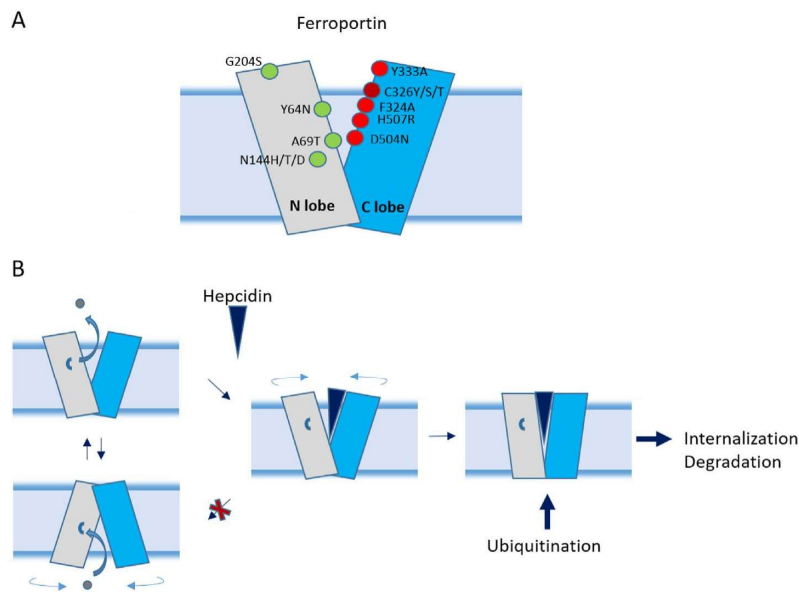 A
Ferroportin
G204S
Y333A
C326Y/S/T
Y64N
F324A
H507R
A69T
D504N
N144H/T/D
N lobe
C lobe
B
Hepcidin
Internalization
Degradation
Ubiquitination